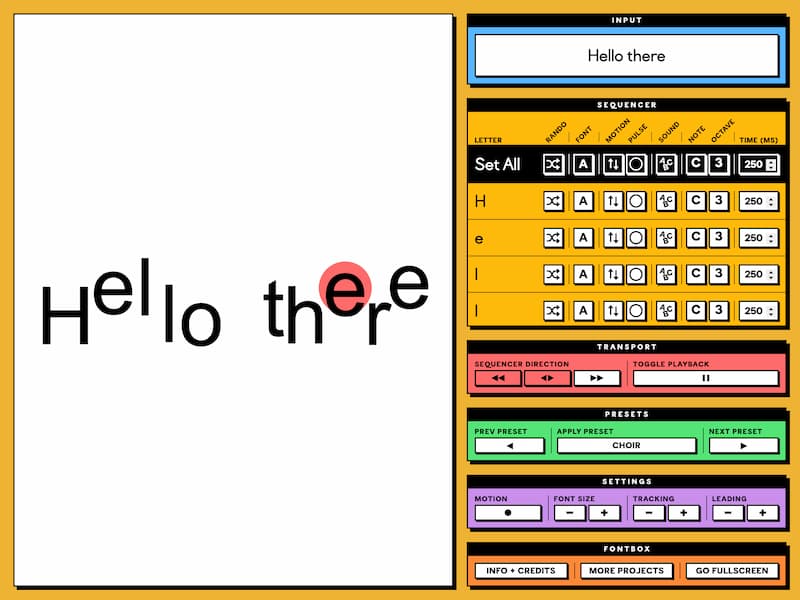 Hello there
INPUT
Hello there
SEQUENCER
LETTER RANDO FONT MOTION PULSE SOUND NOTE OCTAVE TIME (MS)
Set All A C 3 250
H A C 3 250
e A C 3 250
l A C 3 250
l A C 3 250
TRANSPORT
SEQUENCER DIRECTION TOGGLE PLAYBACK
PRESETS
PREV PRESET APPLY PRESET NEXT PRESET
CHOIR
SETTINGS
MOTION FONT SIZE TRACKING LEADING
− + − + − +
FONTBOX
INFO + CREDITS MORE PROJECTS GO FULLSCREEN